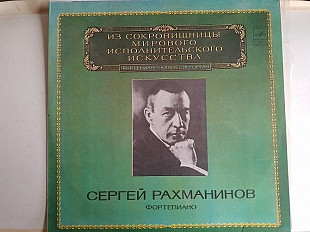 ИЗ СОКРОВИЩНИЦЫ
МИРОВОГО
ИСПОЛНИТЕЛЬСКОГО
ИСКУССТВА
СЕРГЕЙ РАХМАНИНОВ
ФОРТЕПИАНО